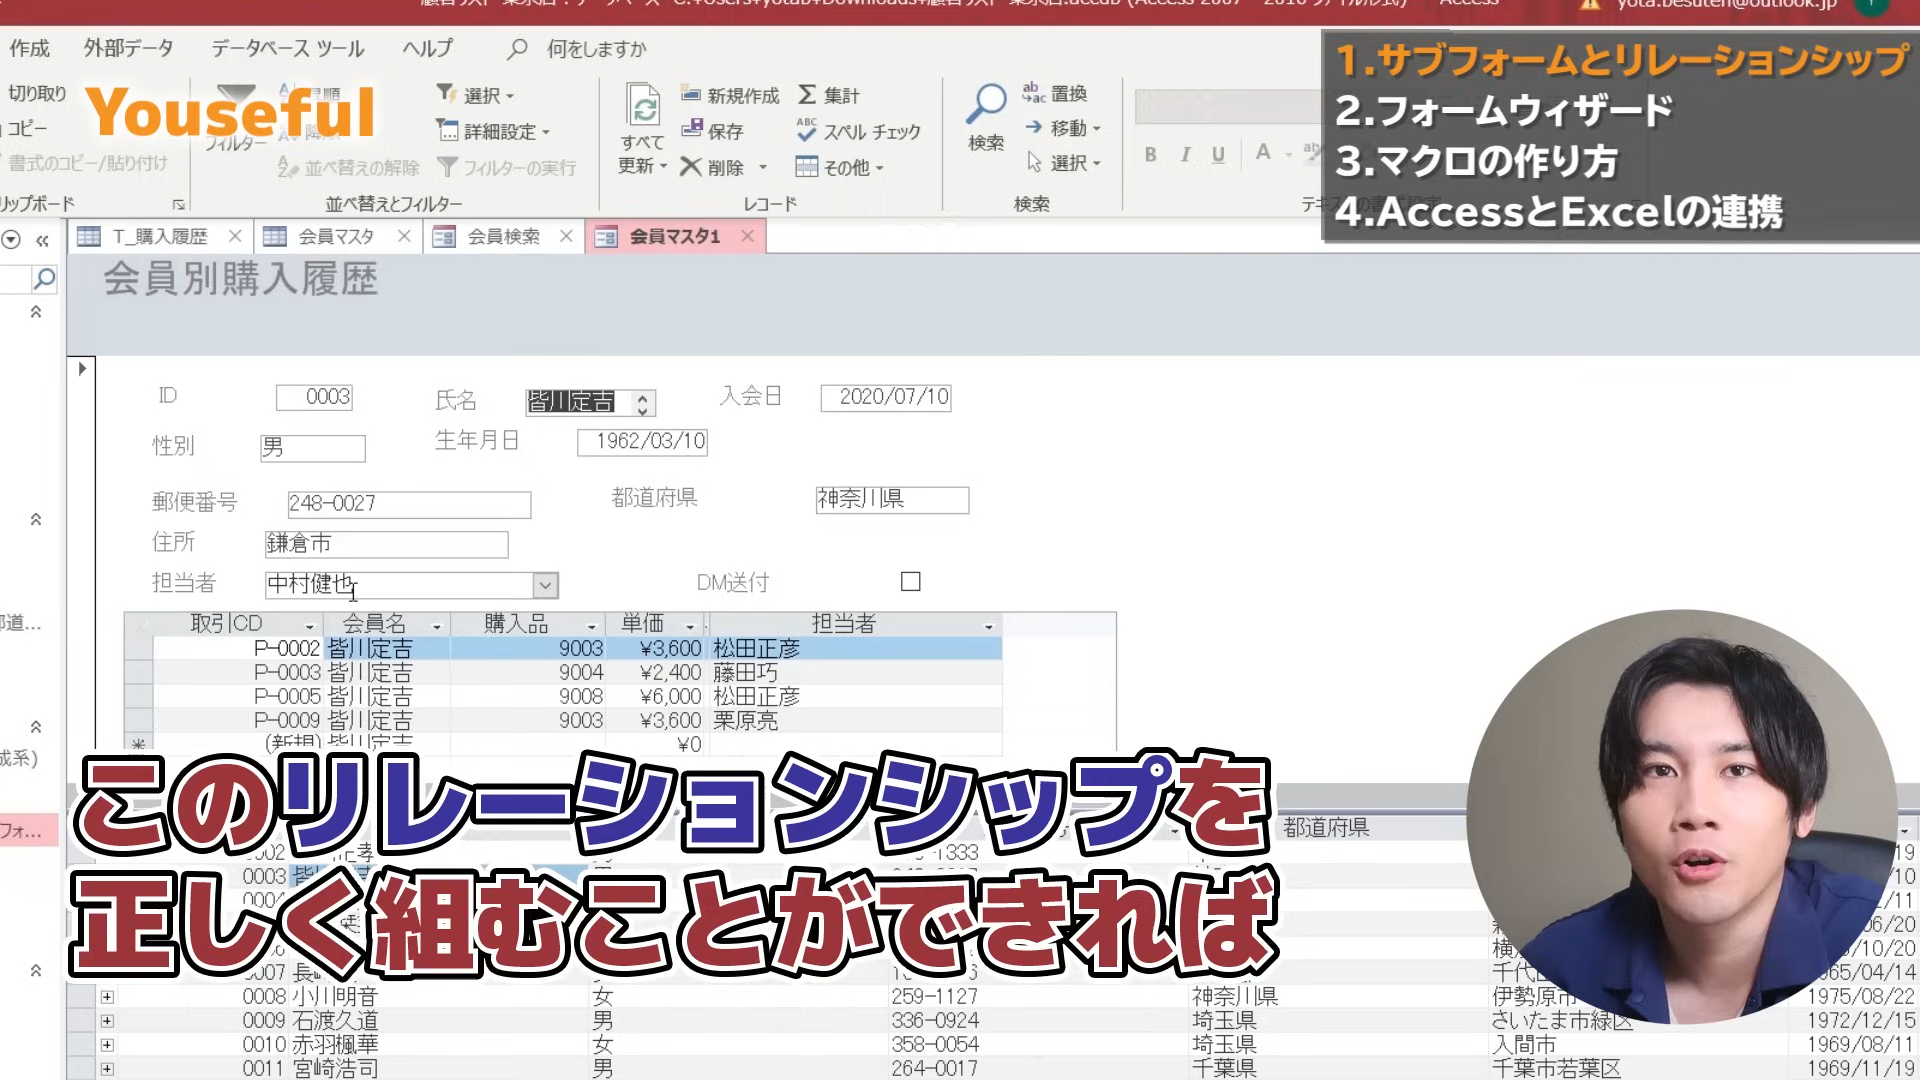 作成 外部データ データベース ツール ヘルプ 何をしますか
Youseful
切り取り
コピー
書式のコピー/貼り付け
フィルター
並べ替えの解除
選択
詳細設定
フィルターの実行
並べ替えとフィルター
すべて
更新
新規作成
保存
削除
集計
スペル チェック
その他
レコード
検索
置換
移動
選択
検索
B I U A
1.サブフォームとリレーションシップ
2.フォームウィザード
3.マクロの作り方
4.AccessとExcelの連携
T_購入履歴 会員マスタ 会員検索 会員マスタ1
会員別購入履歴
ID 0003 氏名 皆川定吉 入会日 2020/07/10
性別 男 生年月日 1962/03/10
郵便番号 248-0027 都道府県 神奈川県
住所 鎌倉市
担当者 中村健也 DM送付
取引CD 会員名 購入品 単価 担当者
P-0002 皆川定吉 9003 ¥3,600 松田正彦
P-0003 皆川定吉 9004 ¥2,400 藤田巧
P-0005 皆川定吉 9008 ¥6,000 松田正彦
P-0009 皆川定吉 9003 ¥3,600 栗原亮
(新規) 皆川定吉 ¥0
このリレーションシップを
正しく組むことができれば
都道府県
0003
0008 小川明音 女 259-1127 神奈川県 伊勢原市 1975/08/22
0009 石渡久道 男 336-0924 埼玉県 さいたま市緑区 1972/12/15
0010 赤羽楓華 女 358-0054 埼玉県 入間市 1969/08/11
0011 宮崎浩司 男 264-0017 千葉県 千葉市若葉区 1969/11/19